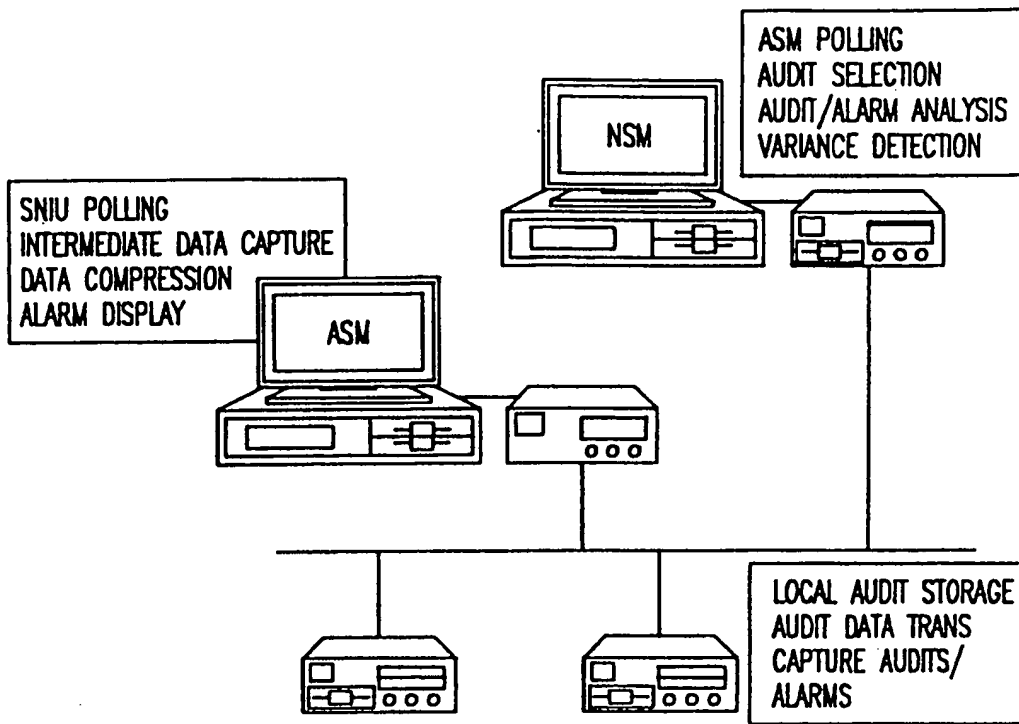 ASM POLLING
AUDIT SELECTION
AUDIT/ALARM ANALYSIS
VARIANCE DETECTION
NSM
SNIU POLLING
INTERMEDIATE DATA CAPTURE
DATA COMPRESSION
ALARM DISPLAY
ASM
LOCAL AUDIT STORAGE
AUDIT DATA TRANS
CAPTURE AUDITS/
ALARMS